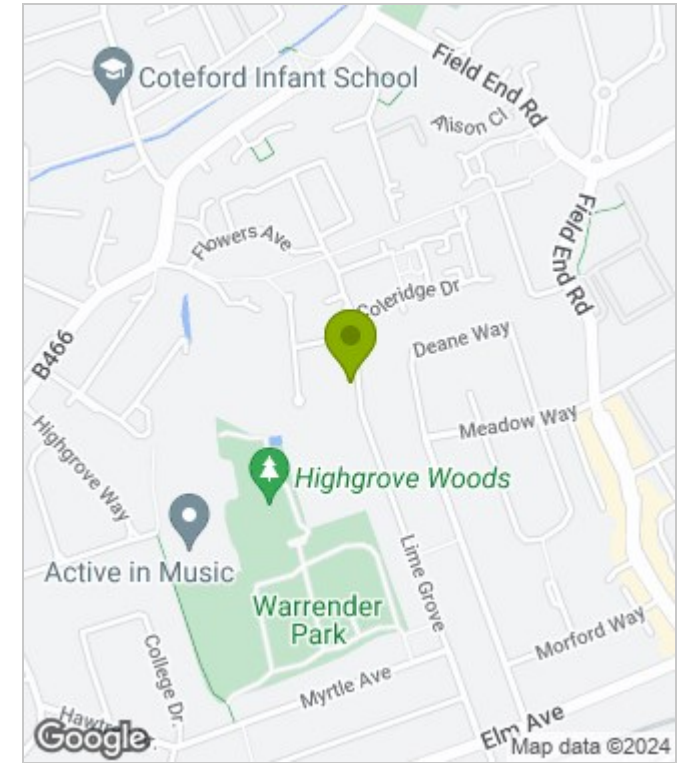 Coteford Infant School
Field End Rd
Alison Cl
Flowers Ave
Field End Rd
Coleridge Dr
Deane Way
B466
Meadow Way
Highgrove Way
Highgrove Woods
Active in Music
Lime Grove
Warrender
Park
College Dr.
Morford Way
Myrtle Ave
Elm Ave
Google
Map data ©2024